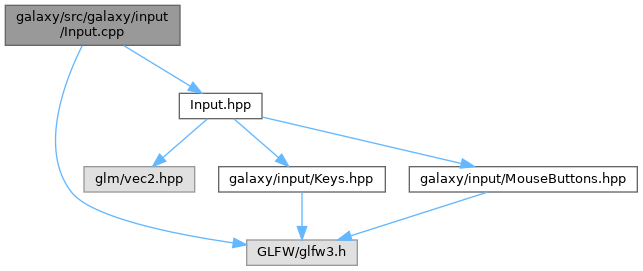 galaxy/src/galaxy/input
/Input.cpp
Input.hpp
glm/vec2.hpp
galaxy/input/Keys.hpp
galaxy/input/MouseButtons.hpp
GLFW/glfw3.h